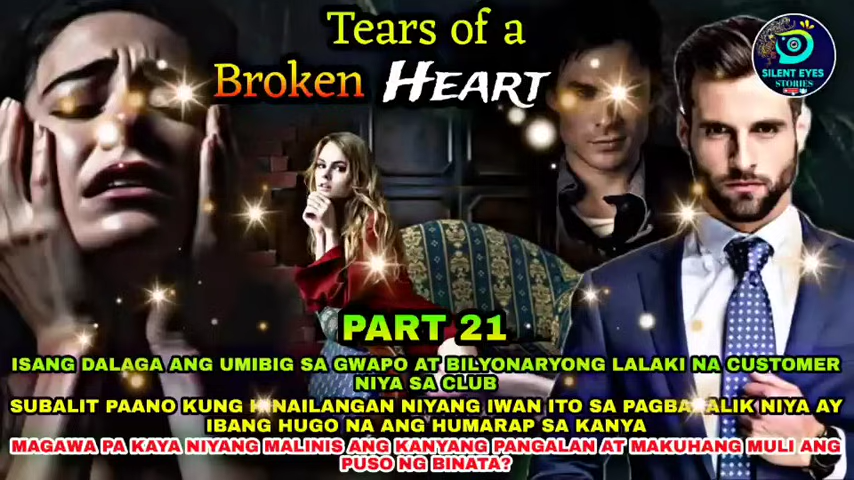 Tears of a
Broken HEART
SILENT EYES
STORIES
PART 21
ISANG DALAGA ANG UMIBIG SA GWAPO AT BILYONARYONG LALAKI NA CUSTOMER
NIYA SA CLUB
SUBALIT PAANO KUNG NIYANG IWAN ITO SA NIYA AY
IBANG HUGO NA ANG HUMARAP SA KANYA
MAGAWA PA KAYA NIYANG MALINIS ANG KANYANG PANGALAN AT MAKUHANG MULI ANG
PUSO NG BINATA?